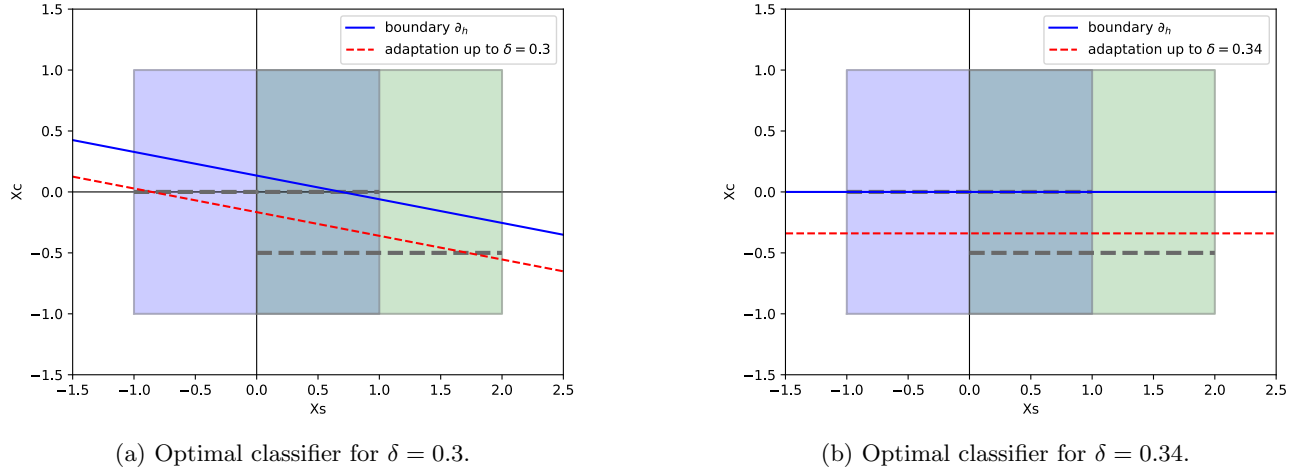 1.5
1.0
0.5
0.0
−0.5
−1.0
−1.5
Xc
−1.5 −1.0 −0.5 0.0 0.5 1.0 1.5 2.0 2.5
Xs
boundary ∂h
adaptation up to δ = 0.3
(a) Optimal classifier for δ = 0.3.
1.5
1.0
0.5
0.0
−0.5
−1.0
−1.5
Xc
−1.5 −1.0 −0.5 0.0 0.5 1.0 1.5 2.0 2.5
Xs
boundary ∂h
adaptation up to δ = 0.34
(b) Optimal classifier for δ = 0.34.